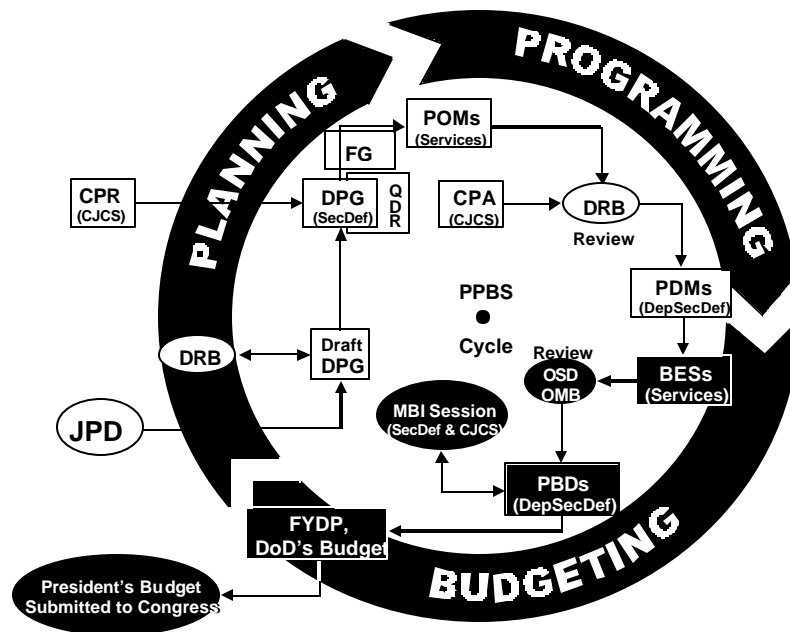 PLANNING
PROGRAMMING
POMs
(Services)
FG
CPR
(CJCS)
DPG
(SecDef)
QDR
CPA
(CJCS)
DRB
Review
PDMs
(DepSecDef)
PPBS
Cycle
DRB
Draft
DPG
Review
OSD
OMB
BESs
(Services)
JPD
MBI Session
(SecDef & CJCS)
PBDs
(DepSecDef)
FYDP,
DoD's Budget
BUDGETING
President's Budget
Submitted to Congress